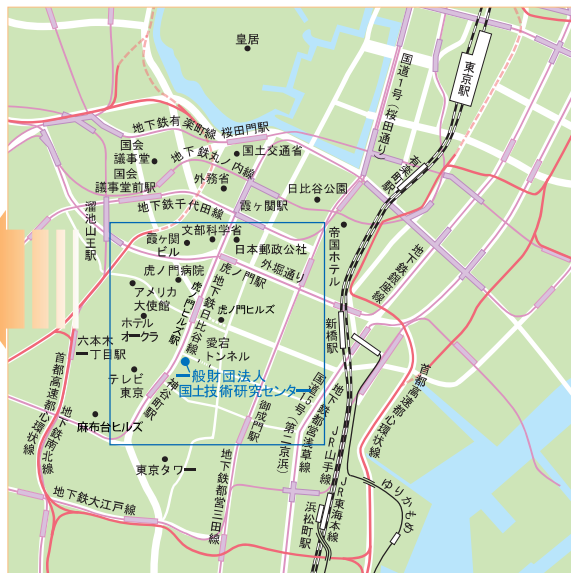 皇居
東京駅
国道1号(桜田通り)
地下鉄有楽町線
桜田門駅
有楽町駅
国会
議事堂
地下鉄丸ノ内線
国土交通省
国会
議事堂前駅
外務省
日比谷公園
溜池山王駅
地下鉄千代田線
霞ヶ関駅
帝国ホテル
文部科学省
霞ヶ関
ビル
日本郵政公社
外堀通り
地下鉄銀座線
虎ノ門病院
虎ノ門駅
アメリカ
大使館
虎ノ門ヒルズ駅
地下鉄日比谷線
虎ノ門ヒルズ
新橋駅
ホテル
オークラ
六本木
一丁目駅
愛宕
トンネル
テレビ
東京
一般財団法人
国土技術研究センター
神谷町駅
首都高速都心環状線
地下鉄南北線
麻布台ヒルズ
御成門駅
国道15号(第二京浜)
地下鉄都営浅草線
JR山手線
JR東海本線
首都高速都心環状線
東京タワー
地下鉄都営三田線
ゆりかもめ
浜松町駅
地下鉄大江戸線